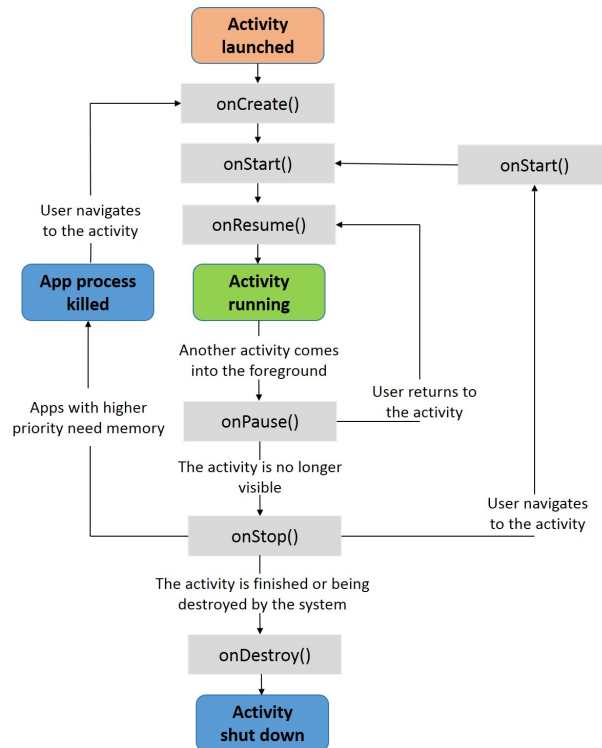 Activity
launched
onCreate()
onStart()
onStart()
User navigates
to the activity
onResume()
App process
killed
Activity
running
Another activity comes
into the foreground
User returns to
the activity
Apps with higher
priority need memory
onPause()
The activity is no longer
visible
User navigates
to the activity
onStop()
The activity is finished or being
destroyed by the system
onDestroy()
Activity
shut down